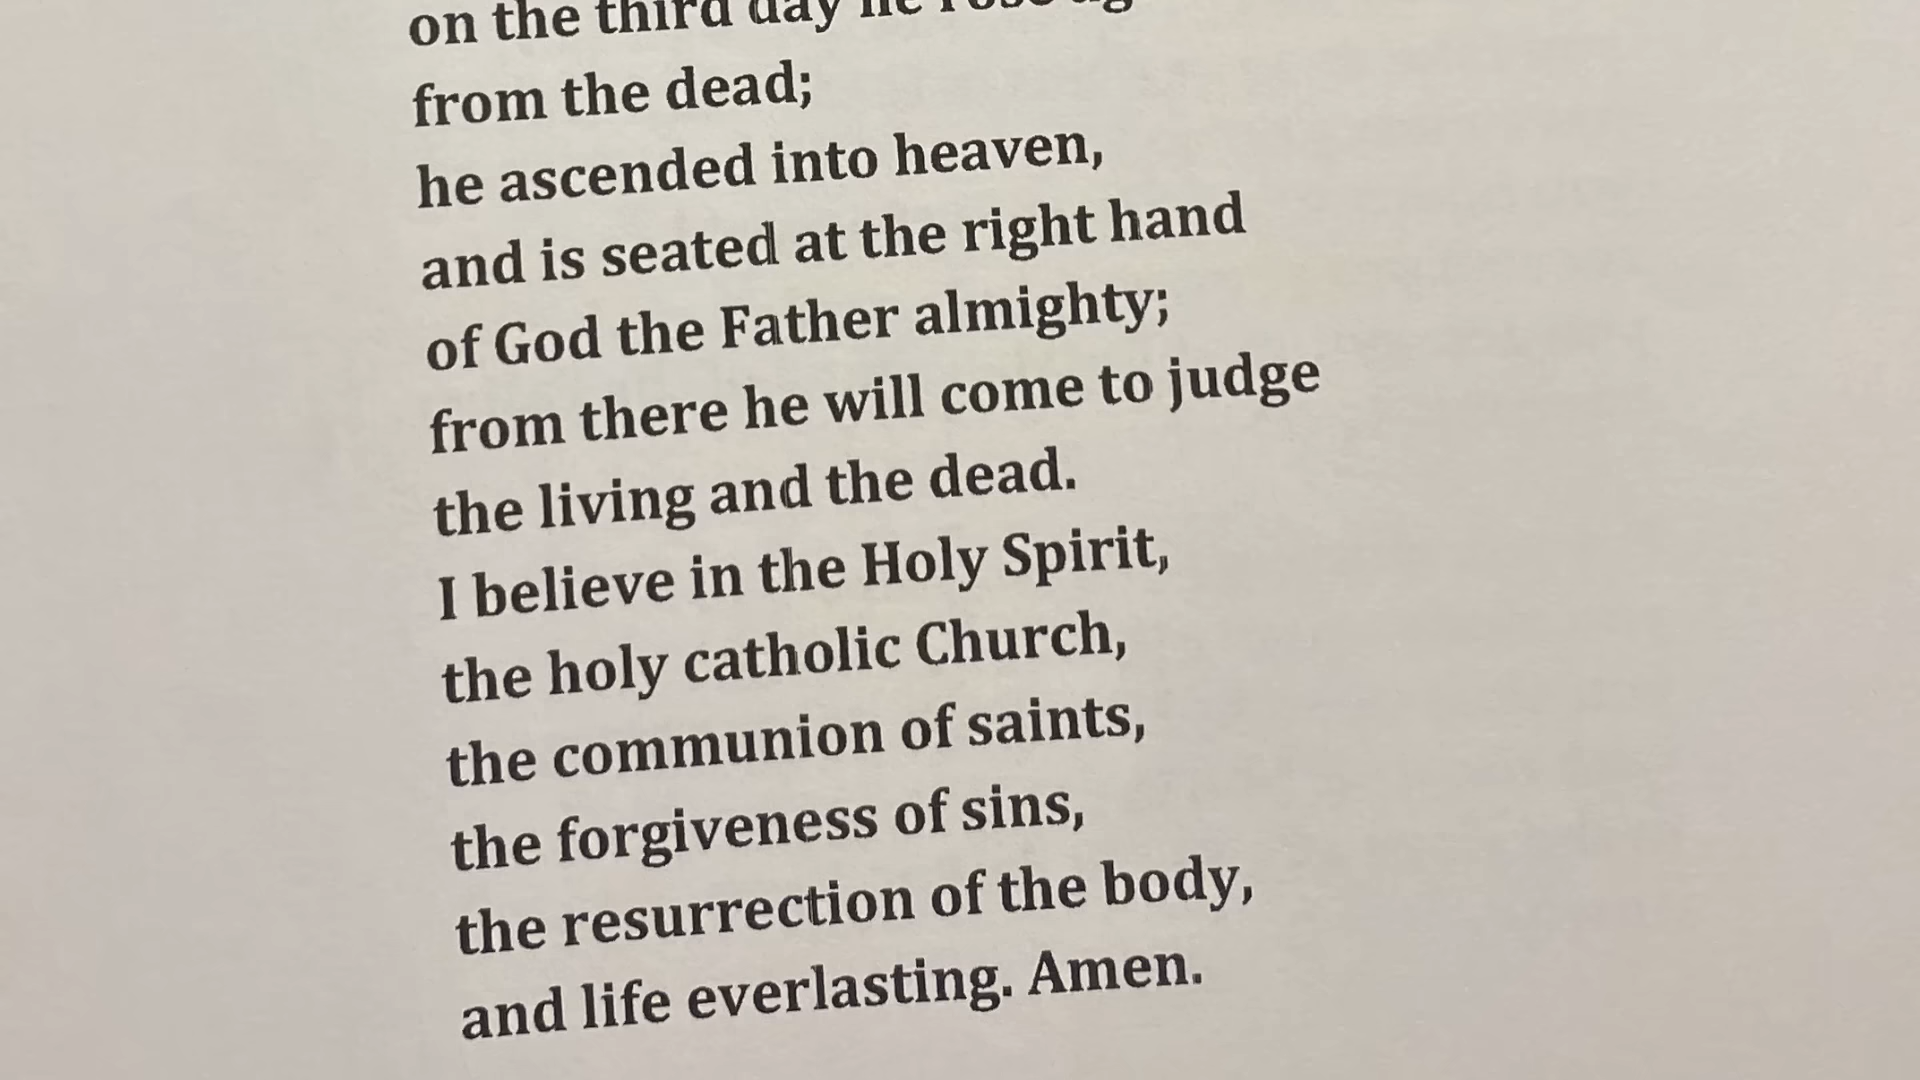 on the third day he rose ag
from the dead;
he ascended into heaven,
and is seated at the right hand
of God the Father almighty;
from there he will come to judge
the living and the dead.
I believe in the Holy Spirit,
the holy catholic Church,
the communion of saints,
the forgiveness of sins,
the resurrection of the body,
and life everlasting. Amen.